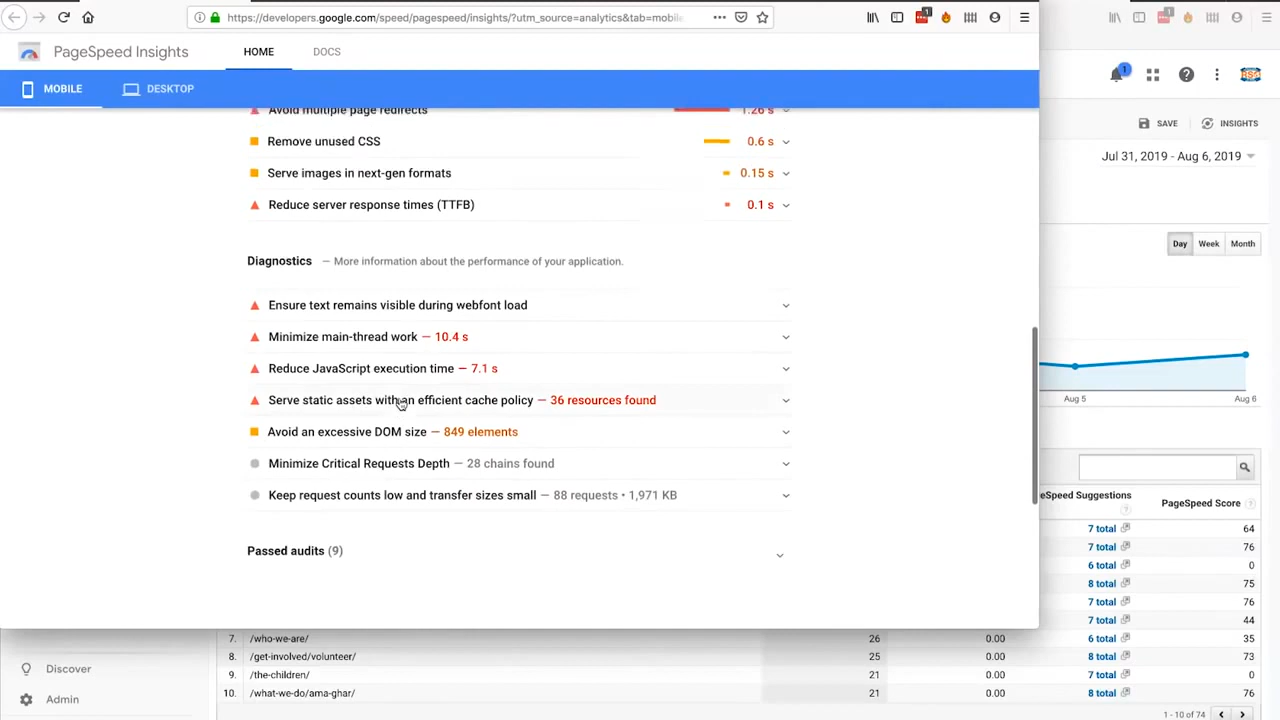 https://developers.google.com/speed/pagespeed/insights/?utm_source=analytics&tab=mobile
PageSpeed Insights
HOME
DOCS
MOBILE
DESKTOP
Avoid multiple page redirects
1.26 s
Remove unused CSS
0.6 s
Serve images in next-gen formats
0.15 s
Reduce server response times (TTFB)
0.1 s
Diagnostics — More information about the performance of your application.
Ensure text remains visible during webfont load
Minimize main-thread work — 10.4 s
Reduce JavaScript execution time — 7.1 s
Serve static assets with an efficient cache policy — 36 resources found
Avoid an excessive DOM size — 849 elements
Minimize Critical Requests Depth — 28 chains found
Keep request counts low and transfer sizes small — 88 requests • 1,971 KB
Passed audits (9)
1
1
1
SAVE
INSIGHTS
Jul 31, 2019 - Aug 6, 2019
Day
Week
Month
Aug 5
Aug 6
eSpeed Suggestions
PageSpeed Score
7 total 64
7 total 76
6 total 0
8 total 75
7 total 76
7 total 44
7. /who-we-are/ 26 0.00 6 total 35
8. /get-involved/volunteer/ 25 0.00 8 total 73
9. /the-children/ 21 0.00 7 total 0
10. /what-we-do/ama-ghar/ 21 0.00 8 total 76
1 - 10 of 74
Discover
Admin